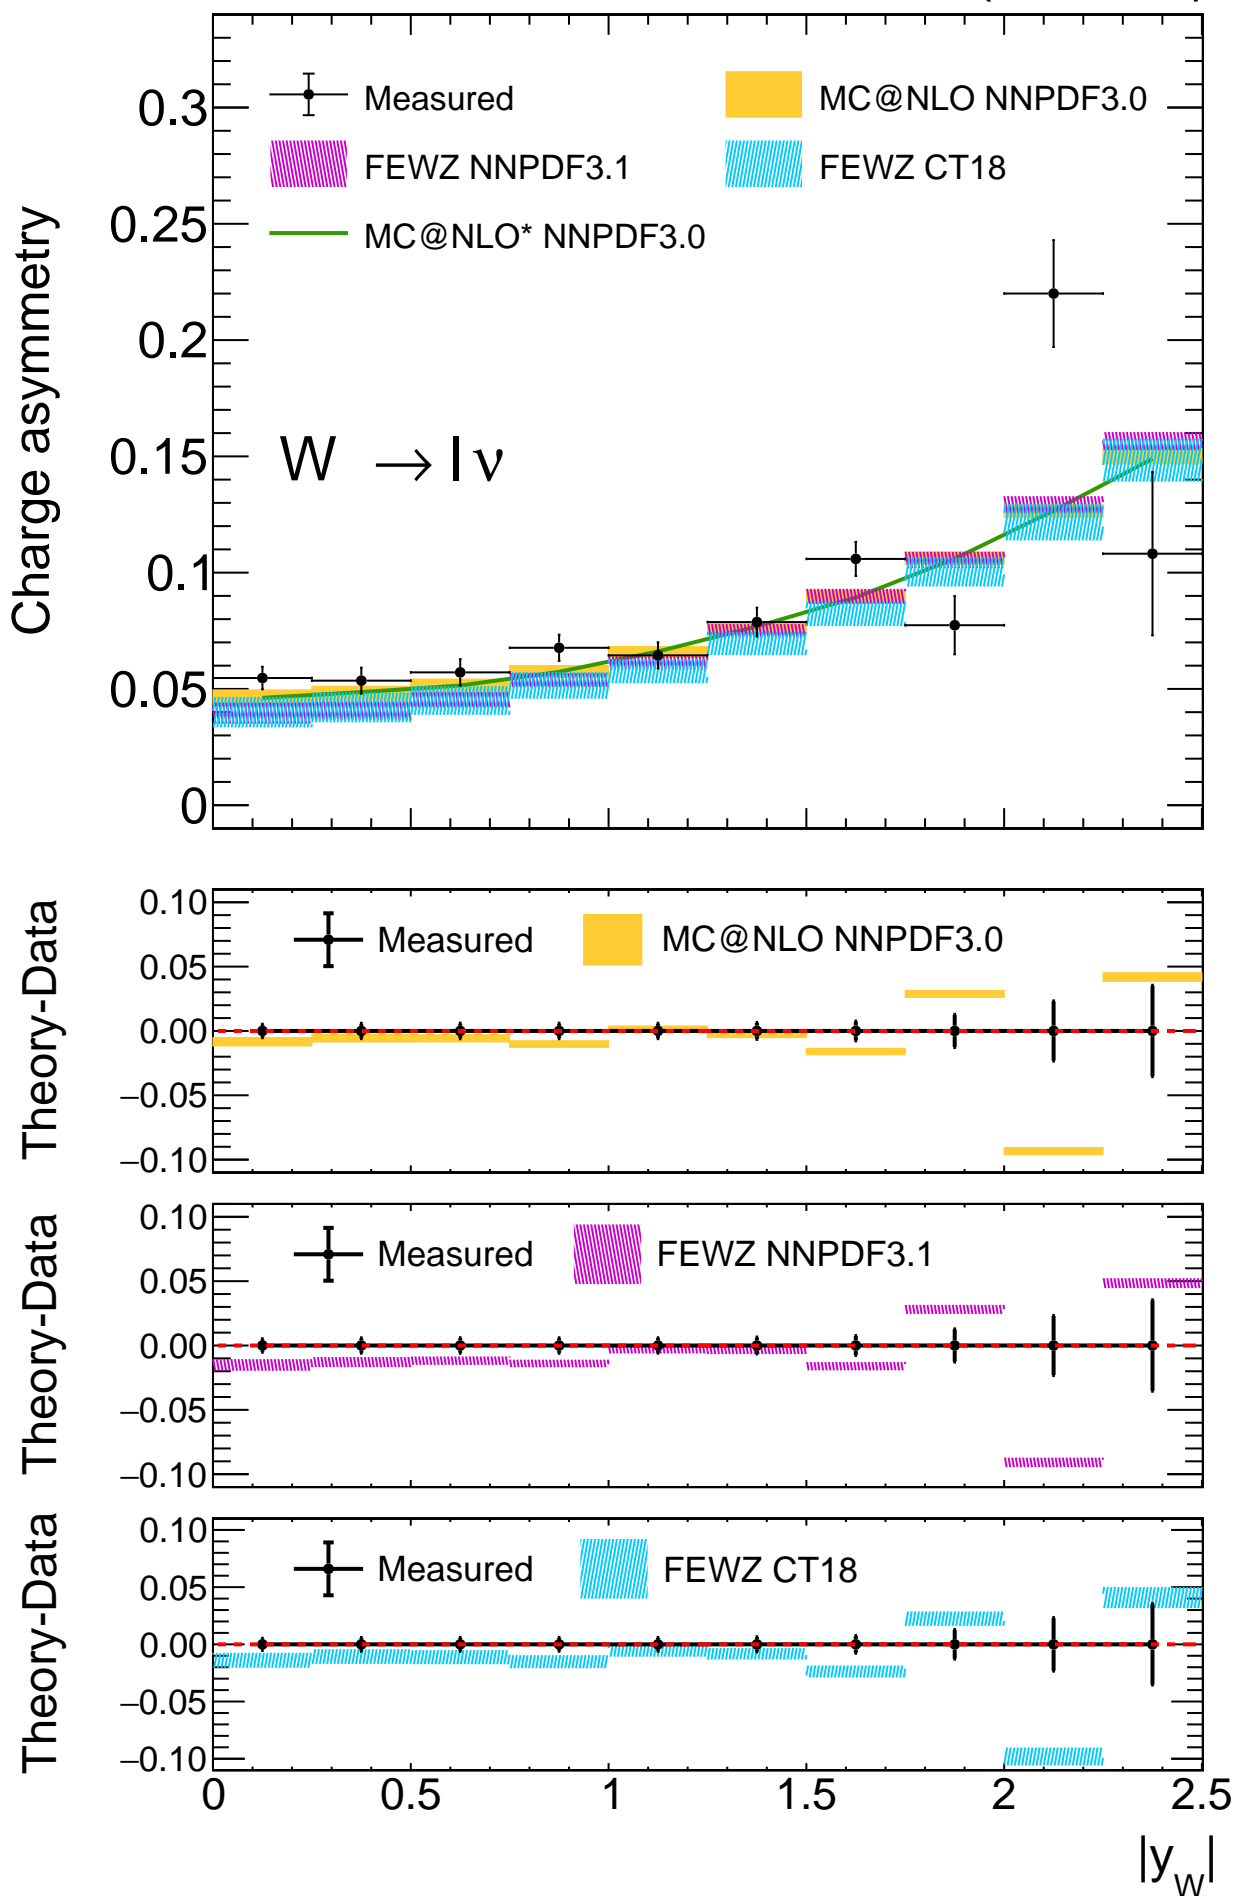 Measured
MC@NLO NNPDF3.0
FEWZ NNPDF3.1
FEWZ CT18
MC@NLO* NNPDF3.0
Charge asymmetry
0.3
0.25
0.2
0.15
0.1
0.05
0
W → l ν
Theory-Data
0.10
0.05
0.00
−0.05
−0.10
Measured
MC@NLO NNPDF3.0
Theory-Data
0.10
0.05
0.00
−0.05
−0.10
Measured
FEWZ NNPDF3.1
Theory-Data
0.10
0.05
0.00
−0.05
−0.10
Measured
FEWZ CT18
0 0.5 1 1.5 2 2.5
|y_W|